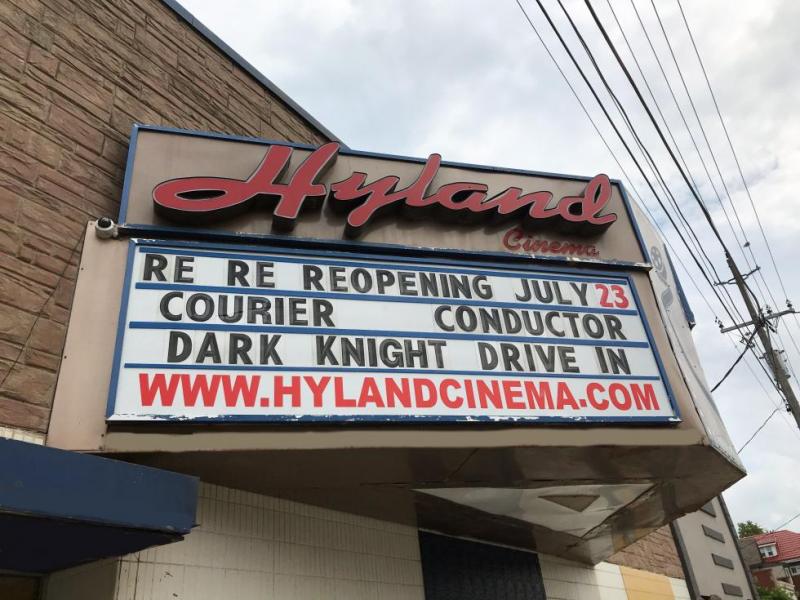 Hyland
Cinema
RE RE REOPENING JULY 23
COURIER CONDUCTOR
DARK KNIGHT DRIVE IN
WWW.HYLANDCINEMA.COM